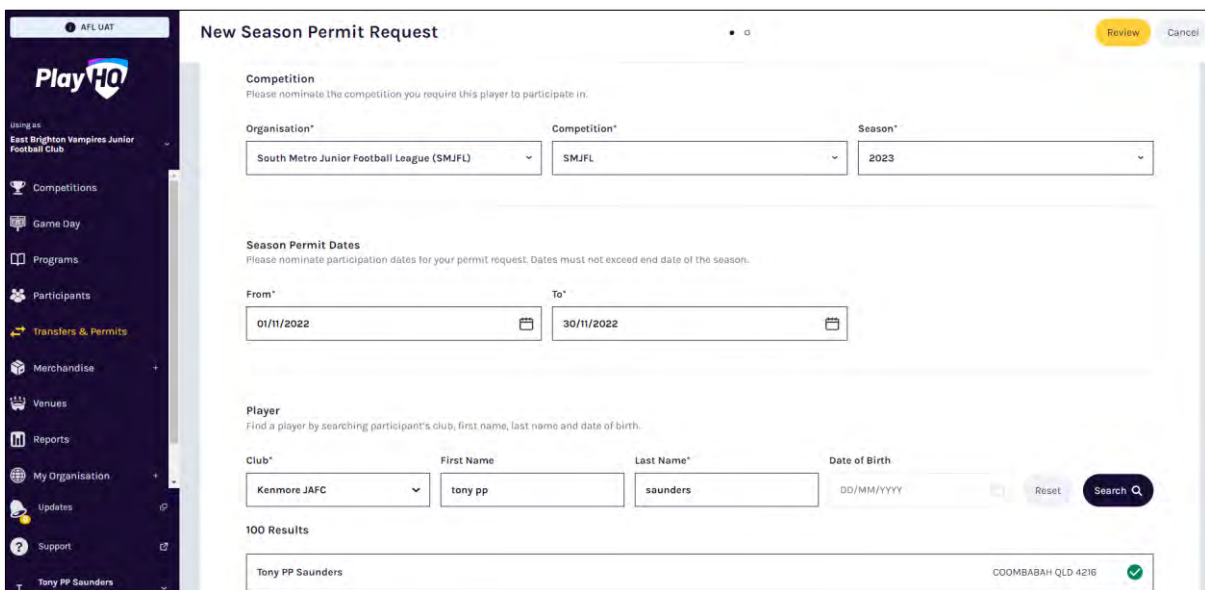 AFL UAT
PlayHQ
Using as
East Brighton Vampires Junior
Football Club
Competitions
Game Day
Programs
Participants
Transfers & Permits
Merchandise +
Venues
Reports
My Organisation +
Updates
Support
T Tony PP Saunders
New Season Permit Request
Review Cancel
Competition
Please nominate the competition you require this player to participate in.
Organisation* Competition* Season*
South Metro Junior Football League (SMJFL) SMJFL 2023
Season Permit Dates
Please nominate participation dates for your permit request. Dates must not exceed end date of the season.
From* To*
01/11/2022 30/11/2022
Player
Find a player by searching participant's club, first name, last name and date of birth.
Club* First Name Last Name* Date of Birth
Kenmore JAFC tony pp saunders DD/MM/YYYY Reset Search
100 Results
Tony PP Saunders COOMBABAH QLD 4216